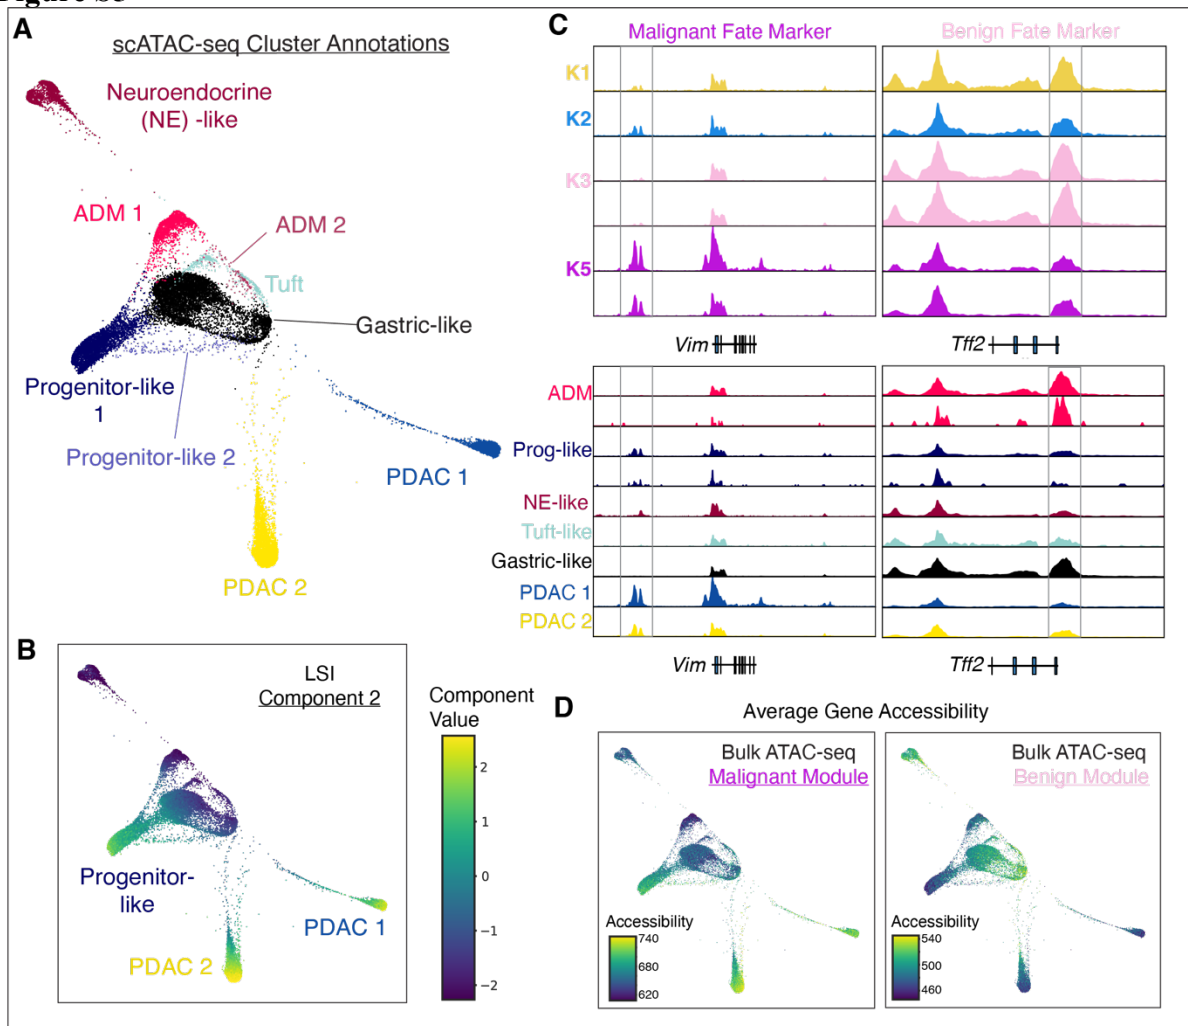 A
scATAC-seq Cluster Annotations
Neuroendocrine
(NE) -like
ADM 1
ADM 2
Tuft
Gastric-like
Progenitor-like
1
Progenitor-like 2
PDAC 1
PDAC 2
B
LSI
Component 2
Progenitor-
like
PDAC 1
PDAC 2
Component
Value
2
1
0
−1
−2
C
Malignant Fate Marker
Benign Fate Marker
K1
K2
K3
K5
Vim
Tff2
ADM
Prog-like
NE-like
Tuft-like
Gastric-like
PDAC 1
PDAC 2
Vim
Tff2
D
Average Gene Accessibility
Bulk ATAC-seq
Malignant Module
Accessibility
740
680
620
Bulk ATAC-seq
Benign Module
Accessibility
540
500
460